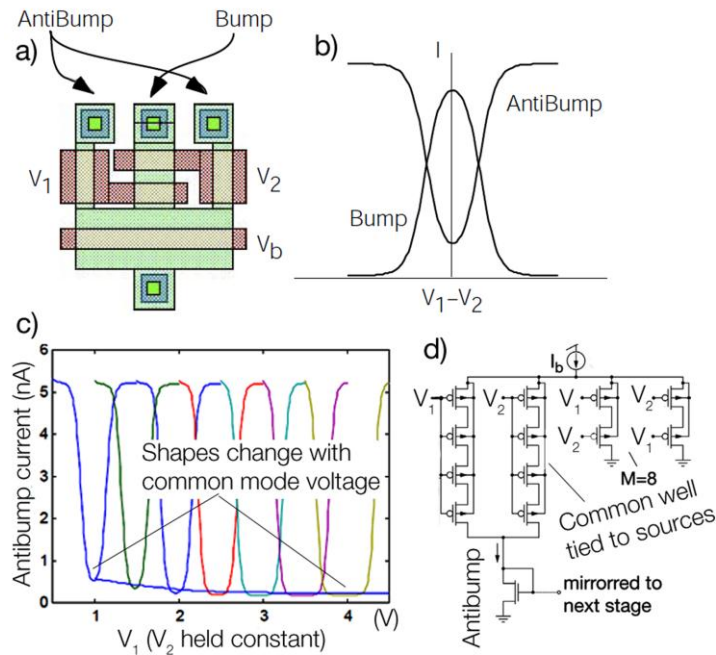 AntiBump
Bump
a)
V1
V2
Vb
b)
I
AntiBump
Bump
V1–V2
c)
Antibump current (nA)
6
5
4
3
2
1
0
Shapes change with
common mode voltage
1
2
3
4
(V)
V1 (V2 held constant)
d)
Ib
V1
V2
V1
V2
V2
V1
M=8
Common well
tied to sources
Antibump
mirrorred to
next stage